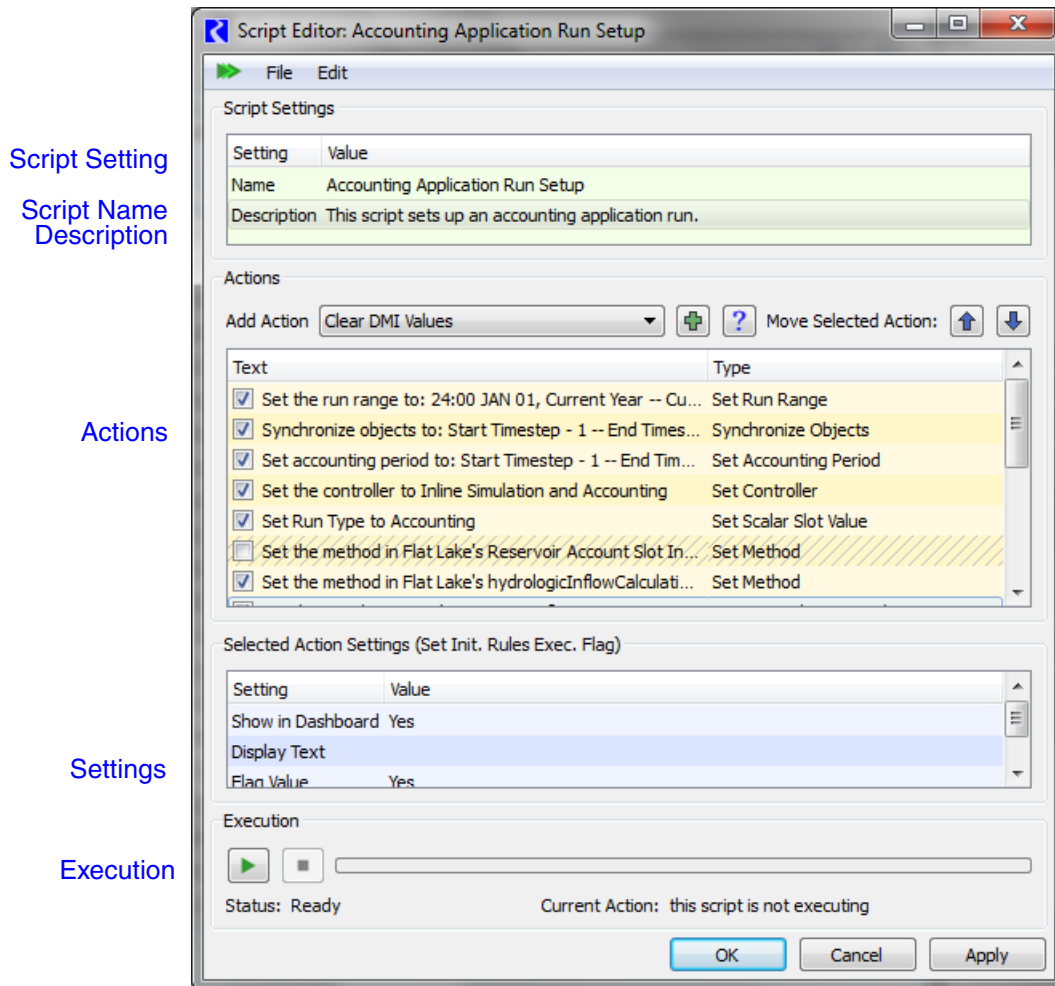 Script Editor: Accounting Application Run Setup
File Edit
Script Settings
Script Setting
Setting Value
Script Name
Name Accounting Application Run Setup
Description
Description This script sets up an accounting application run.
Actions
Add Action Clear DMI Values ? Move Selected Action:
Text Type
Set the run range to: 24:00 JAN 01, Current Year -- Cu... Set Run Range
Actions
Synchronize objects to: Start Timestep - 1 -- End Times... Synchronize Objects
Set accounting period to: Start Timestep - 1 -- End Tim... Set Accounting Period
Set the controller to Inline Simulation and Accounting Set Controller
Set Run Type to Accounting Set Scalar Slot Value
Set the method in Flat Lake's Reservoir Account Slot In... Set Method
Set the method in Flat Lake's hydrologicInflowCalculati... Set Method
Selected Action Settings (Set Init. Rules Exec. Flag)
Setting Value
Show in Dashboard Yes
Display Text
Settings
Flag Value Yes
Execution
Execution
Status: Ready Current Action: this script is not executing
OK Cancel Apply